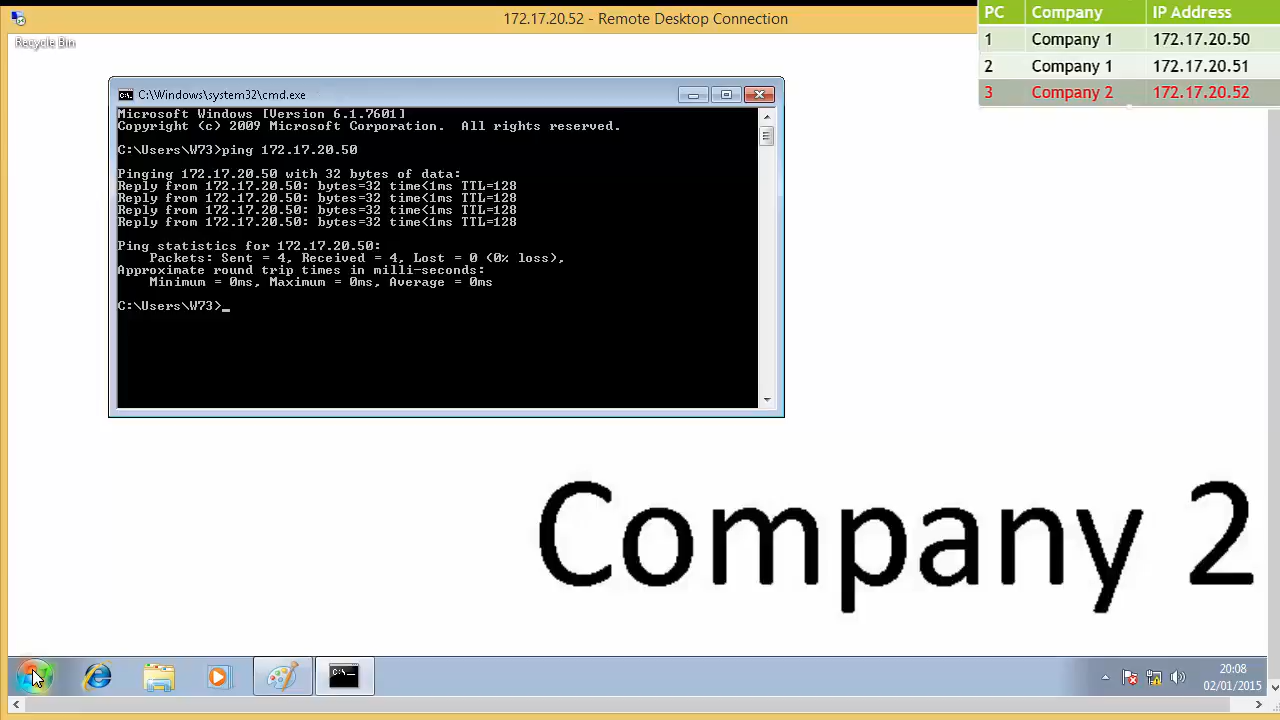 172.17.20.52 - Remote Desktop Connection
PC Company IP Address
1 Company 1 172.17.20.50
2 Company 1 172.17.20.51
3 Company 2 172.17.20.52
Recycle Bin
C:\Windows\system32\cmd.exe
Microsoft Windows [Version 6.1.7601]
Copyright (c) 2009 Microsoft Corporation.  All rights reserved.
C:\Users\W73>ping 172.17.20.50
Pinging 172.17.20.50 with 32 bytes of data:
Reply from 172.17.20.50: bytes=32 time<1ms TTL=128
Reply from 172.17.20.50: bytes=32 time<1ms TTL=128
Reply from 172.17.20.50: bytes=32 time<1ms TTL=128
Reply from 172.17.20.50: bytes=32 time<1ms TTL=128
Ping statistics for 172.17.20.50:
Packets: Sent = 4, Received = 4, Lost = 0 (0% loss),
Approximate round trip times in milli-seconds:
Minimum = 0ms, Maximum = 0ms, Average = 0ms
C:\Users\W73>_
Company 2
20:08
02/01/2015